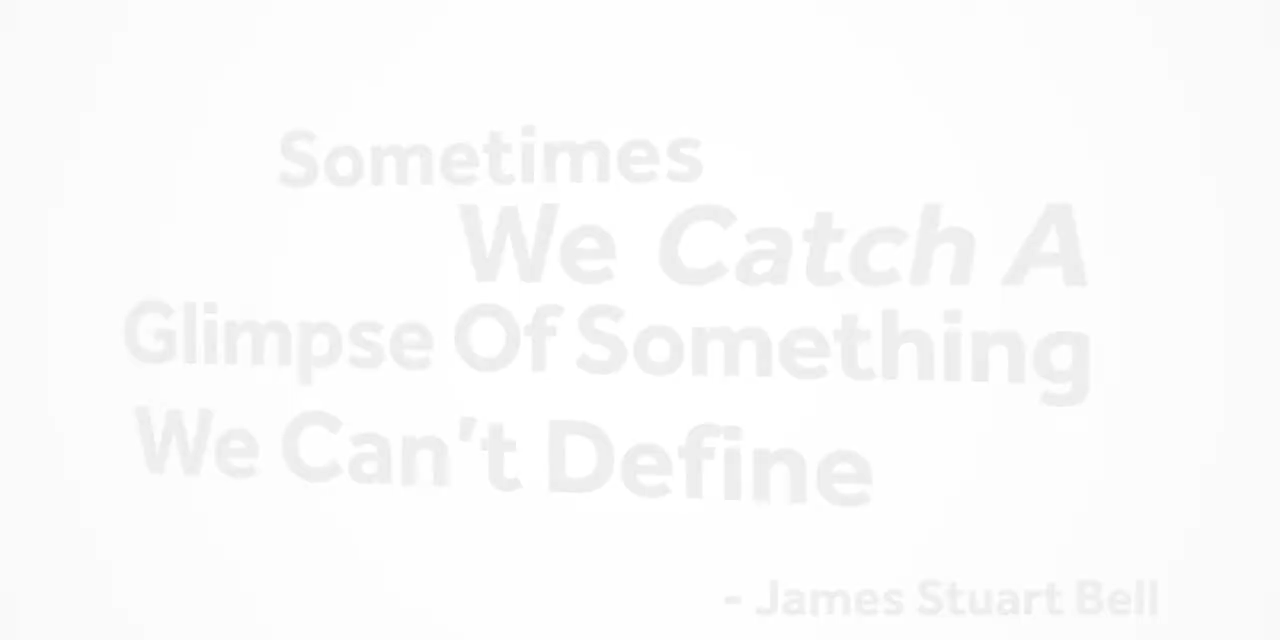 Sometimes
We Catch A
Glimpse Of Something
We Can't Define
- James Stuart Bell